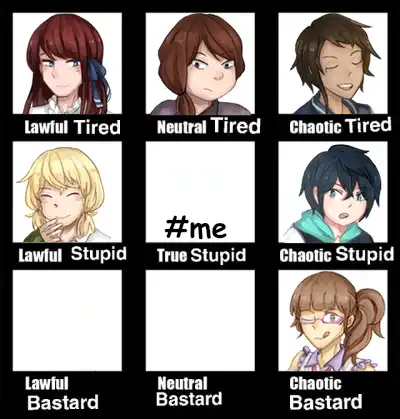 Lawful Tired
Neutral Tired
Chaotic Tired
#me
Lawful Stupid
True Stupid
Chaotic Stupid
Lawful
Bastard
Neutral
Bastard
Chaotic
Bastard